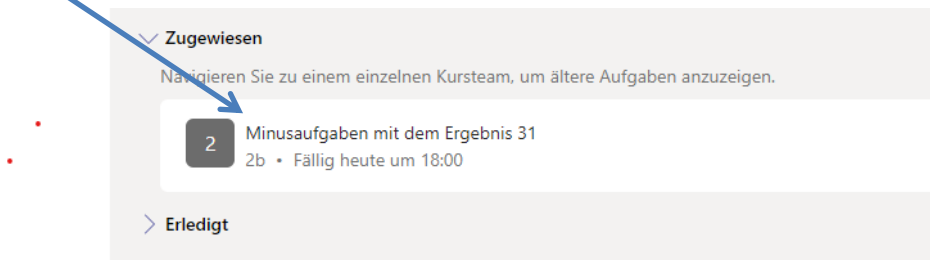 Zugewiesen
Navigieren Sie zu einem einzelnen Kursteam, um ältere Aufgaben anzuzeigen.
2
Minusaufgaben mit dem Ergebnis 31
2b • Fällig heute um 18:00
Erledigt